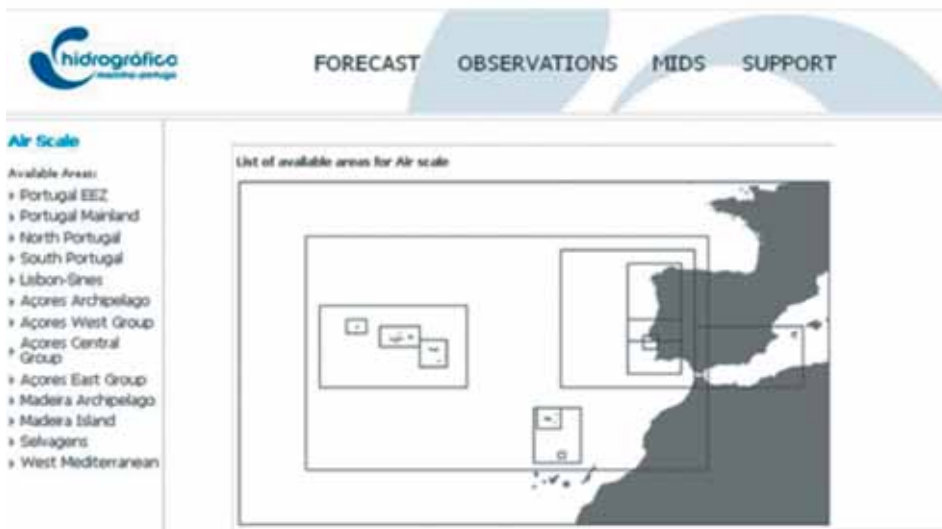 hidrográfico
marinha-portugal
FORECAST OBSERVATIONS MIDS SUPPORT
Air Scale
Available Areas:
Portugal EEZ
Portugal Mainland
North Portugal
South Portugal
Lisbon-Sines
Açores Archipelago
Açores West Group
Açores Central
Group
Açores East Group
Madeira Archipelago
Madeira Island
Selvagens
West Mediterranean
List of available areas for Air scale